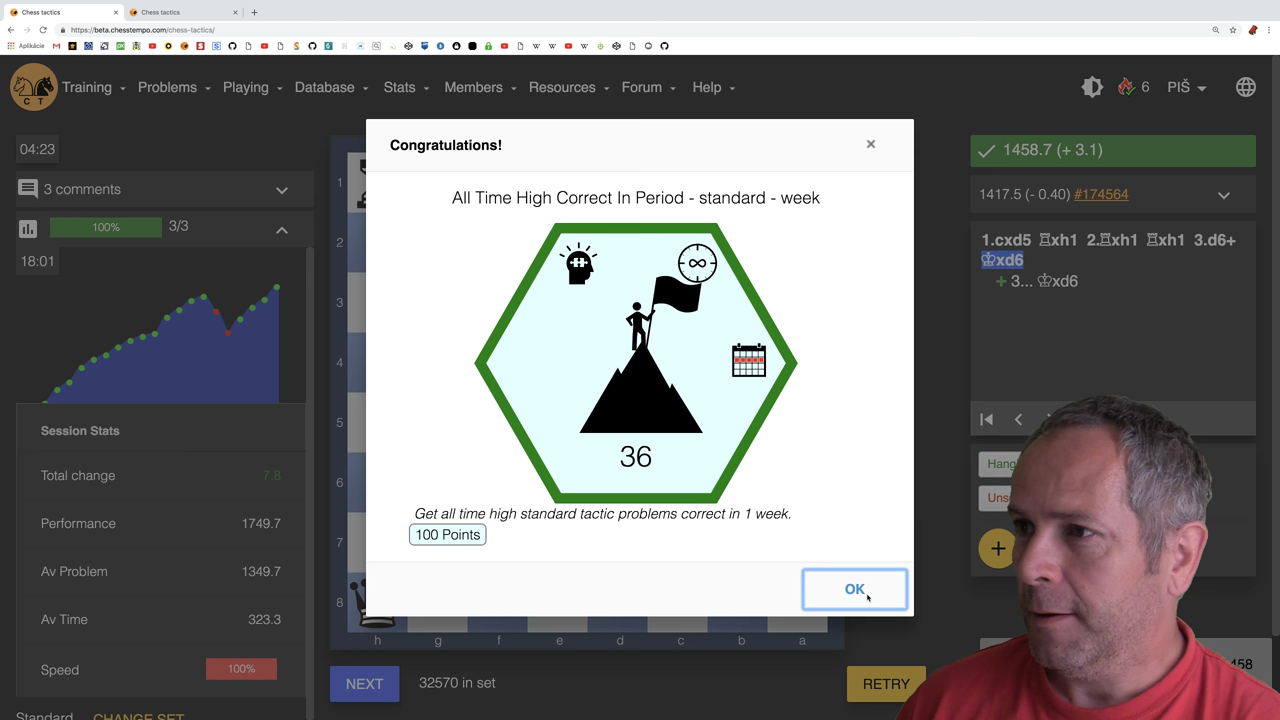 Chess tactics
Chess tactics
https://beta.chesstempo.com/chess-tactics/
Aplikácie
C T
Training
Problems
Playing
Database
Stats
Members
Resources
Forum
Help
6
PIŠ
04:23
3 comments
100%
3/3
18:01
Session Stats
Total change 7.8
Performance 1749.7
Av Problem 1349.7
Av Time 323.3
Speed 100%
Standard CHANGE SET
1
2
3
4
5
6
7
8
h g f e d c b a
NEXT
32570 in set
RETRY
Congratulations!
All Time High Correct In Period - standard - week
36
Get all time high standard tactic problems correct in 1 week.
100 Points
OK
1458.7 (+ 3.1)
1417.5 (- 0.40) #174564
1.cxd5 ♖xh1 2.♖xh1 ♖xh1 3.d6+
♔xd6
+ 3... ♔xd6